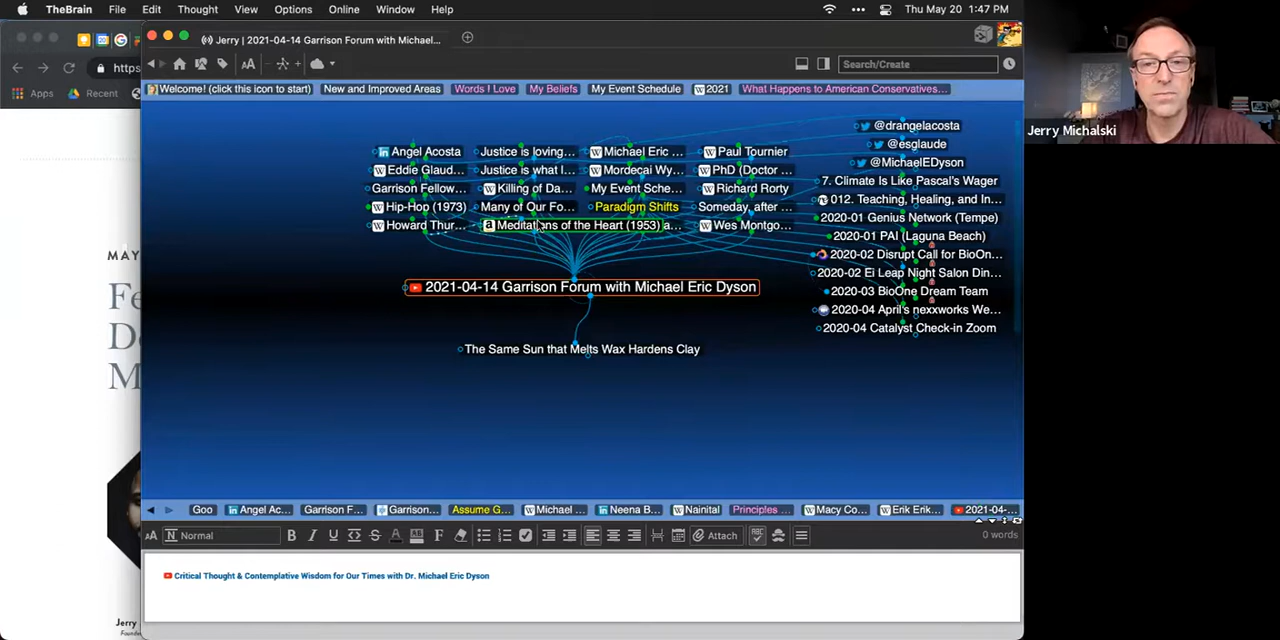 TheBrain File Edit Thought View Options Online Window Help Thu May 20 1:47 PM
Jerry | 2021-04-14 Garrison Forum with Michael...
https
Search/Create
Apps Recent
Welcome! (click this icon to start) New and Improved Areas Words I Love My Beliefs My Event Schedule 2021 What Happens to American Conservatives...
Jerry Michalski
@drangelacosta
@esglaude
@MichaelEDyson
Angel Acosta Justice is loving... Michael Eric ... Paul Tournier
Eddie Glaud... Justice is what l... Mordecai Wy... PhD (Doctor ...
7. Climate Is Like Pascal's Wager
Garrison Fellow... Killing of Da... My Event Sche... Richard Rorty
012. Teaching, Healing, and In...
Hip-Hop (1973) Many of Our Fo... Paradigm Shifts Someday, after ...
2020-01 Genius Network (Tempe)
Howard Thur... Meditations of the Heart (1953) a... Wes Montgo...
2020-01 PAI (Laguna Beach)
2020-02 Disrupt Call for BioOn...
2020-02 Ei Leap Night Salon Din...
2020-03 BioOne Dream Team
2020-04 April's nexxworks We...
2020-04 Catalyst Check-in Zoom
2021-04-14 Garrison Forum with Michael Eric Dyson
The Same Sun that Melts Wax Hardens Clay
MAY
Fe
D
M
Goo Angel Ac... Garrison F... Garrison... Assume G... Michael ... Neena B... Nainital Principles ... Macy Co... Erik Erik... 2021-04-...
Normal B I U S A F Attach 0 words
Critical Thought & Contemplative Wisdom for Our Times with Dr. Michael Eric Dyson
Jerry
Founde